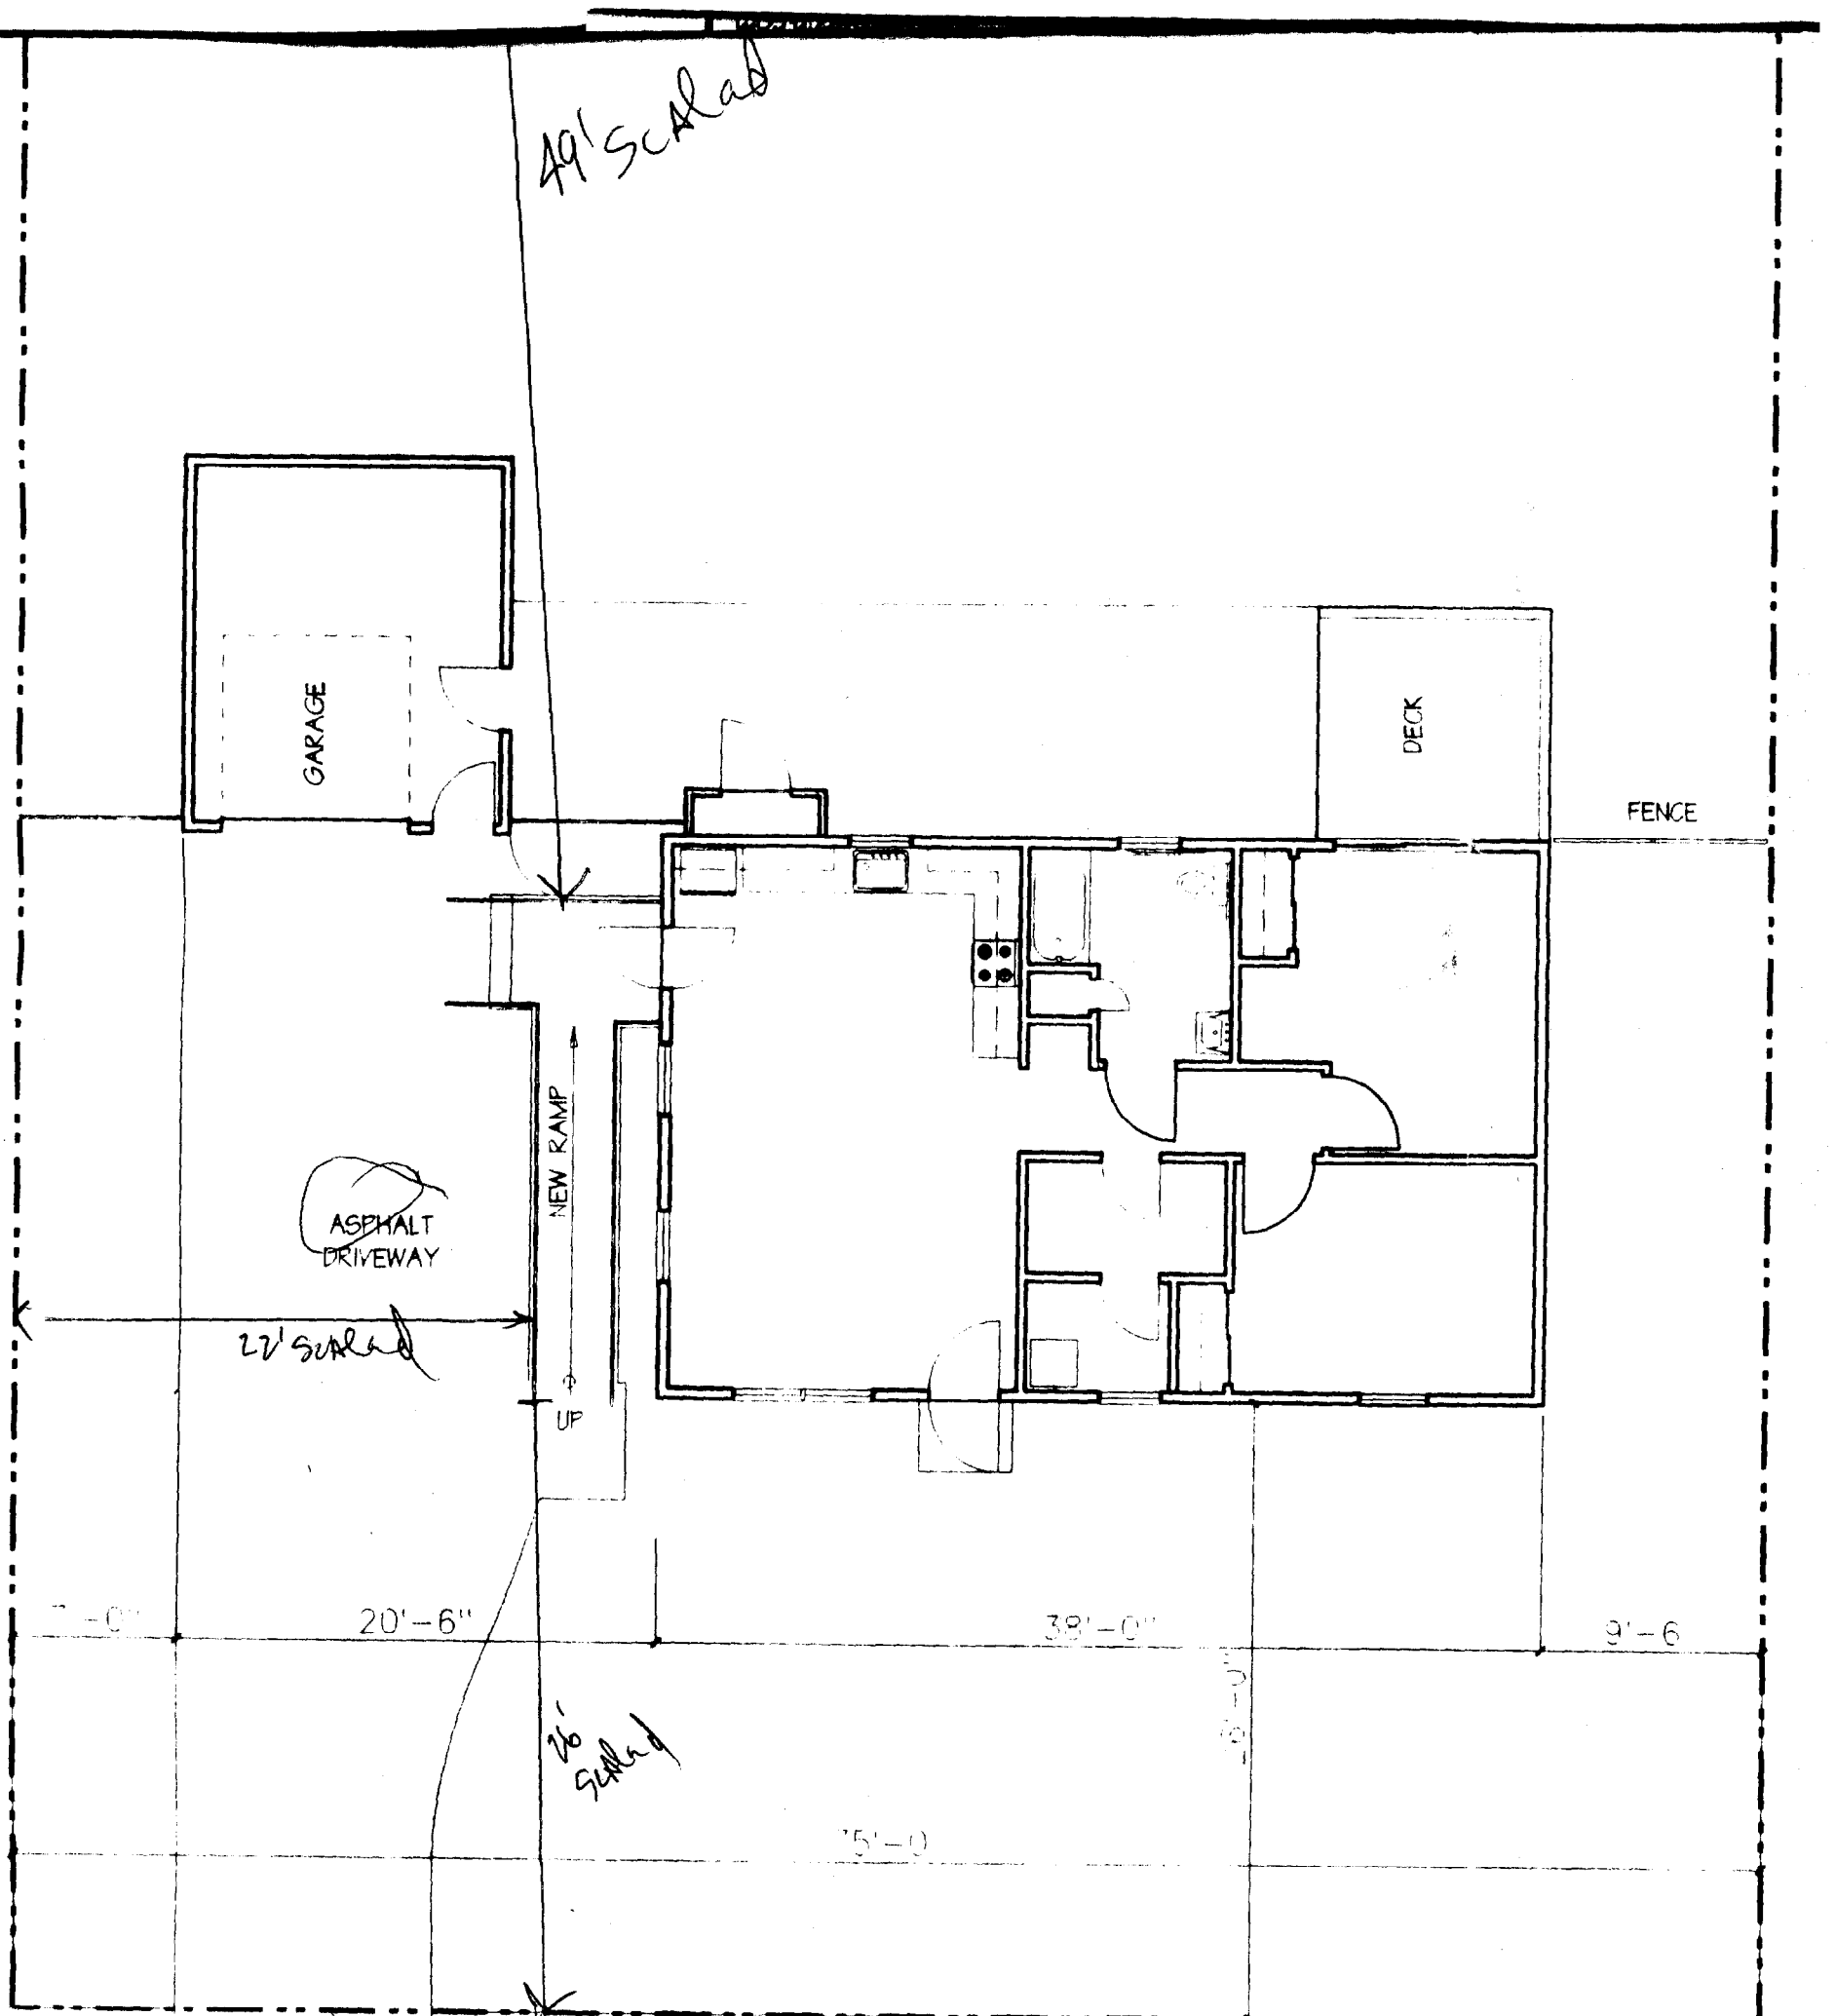 49' Scaled
GARAGE
DECK
FENCE
NEW RAMP
ASPHALT
DRIVEWAY
22' Scaled
UP
20'-6"
38'-0"
9'-6
26'
Scaled